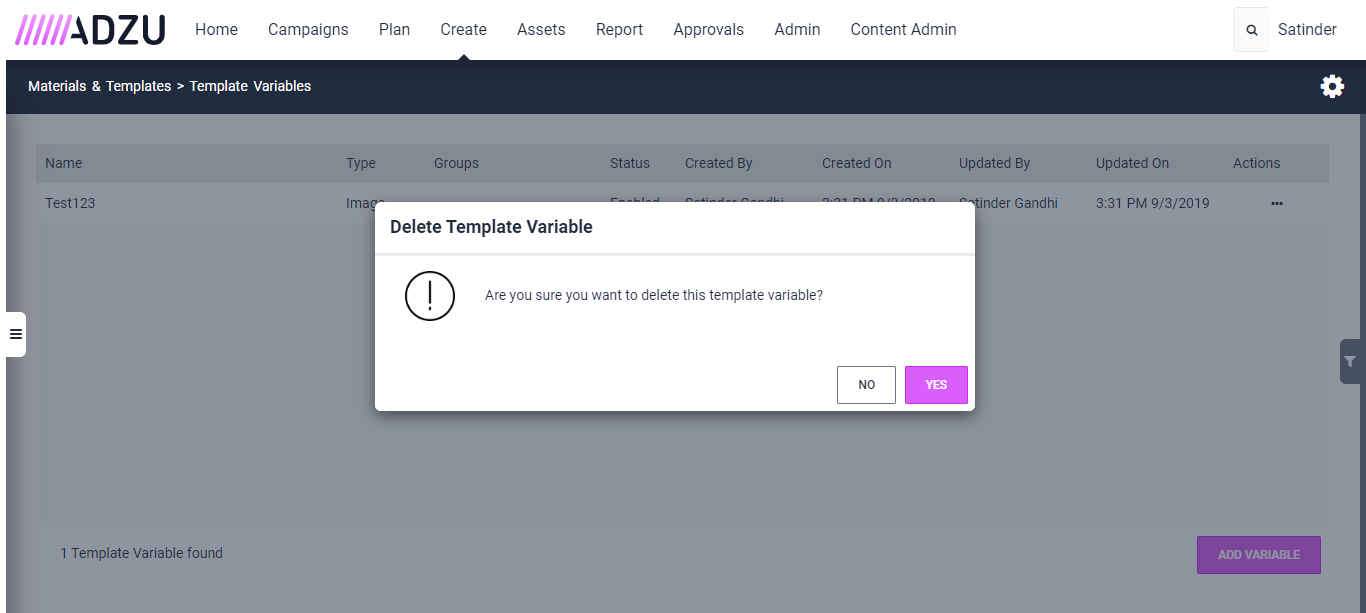 ADZU Home Campaigns Plan Create Assets Report Approvals Admin Content Admin Satinder
Materials & Templates > Template Variables
Name Type Groups Status Created By Created On Updated By Updated On Actions
Test123 Image Enabled Satinder Gandhi 3:31 PM 9/3/2019 Satinder Gandhi 3:31 PM 9/3/2019
Delete Template Variable
Are you sure you want to delete this template variable?
NO YES
1 Template Variable found
ADD VARIABLE